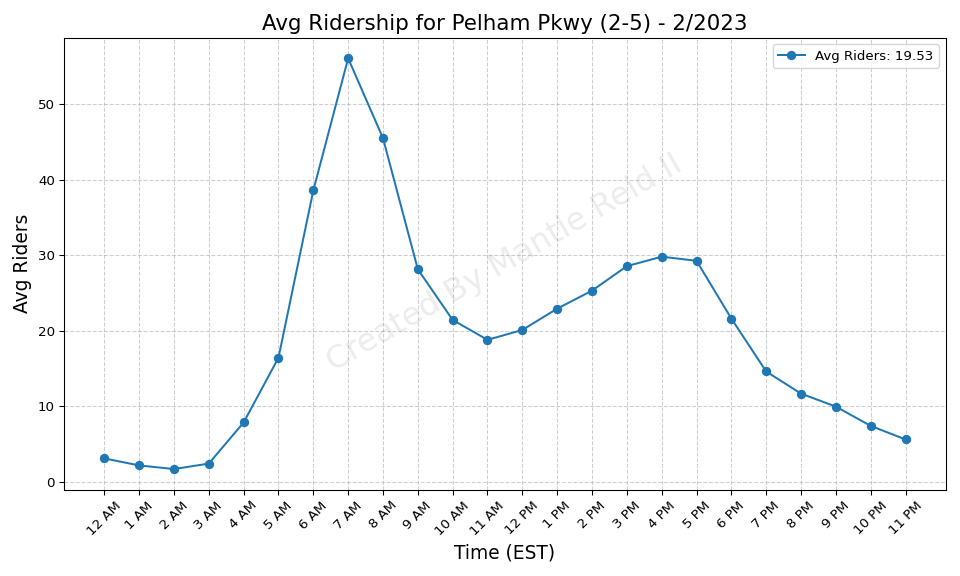 Avg Ridership for Pelham Pkwy (2-5) - 2/2023
Avg Riders: 19.53
Avg Riders
50
40
30
20
10
0
Created By Mantie Reid II
12 AM
1 AM
2 AM
3 AM
4 AM
5 AM
6 AM
7 AM
8 AM
9 AM
10 AM
11 AM
12 PM
1 PM
2 PM
3 PM
4 PM
5 PM
6 PM
7 PM
8 PM
9 PM
10 PM
11 PM
Time (EST)